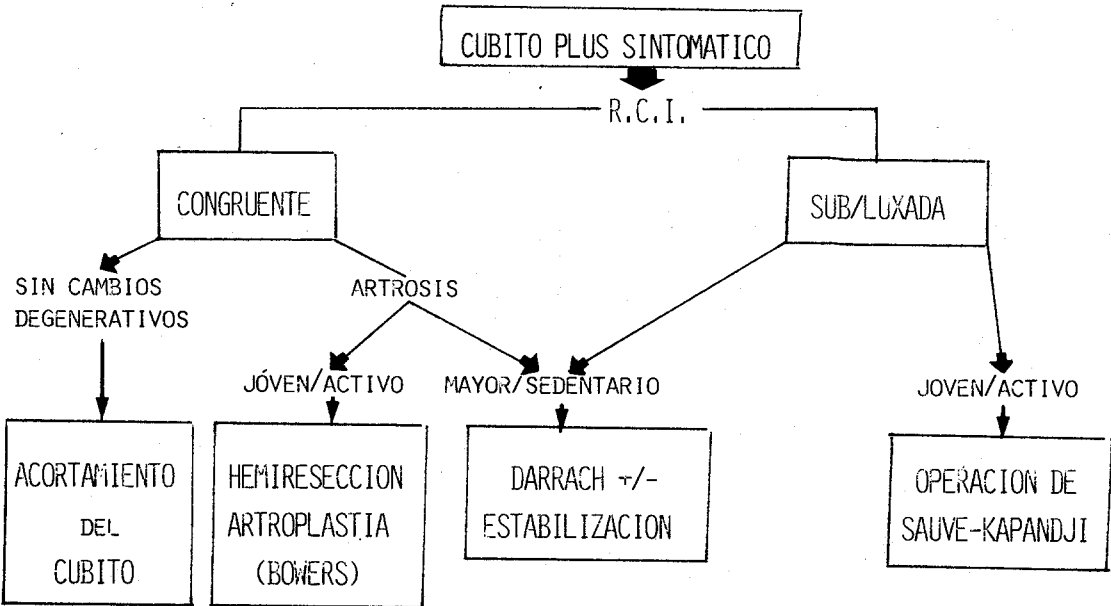 CUBITO PLUS SINTOMATICO
R.C.I.
CONGRUENTE
SUB/LUXADA
SIN CAMBIOS
DEGENERATIVOS
ARTROSIS
JÓVEN/ACTIVO
MAYOR/SEDENTARIO
JOVEN/ACTIVO
ACORTAMIENTO
DEL
CUBITO
HEMIRESECCION
ARTROPLASTIA
(BOWERS)
DARRACH +/-
ESTABILIZACION
OPERACION DE
SAUVE-KAPANDJI